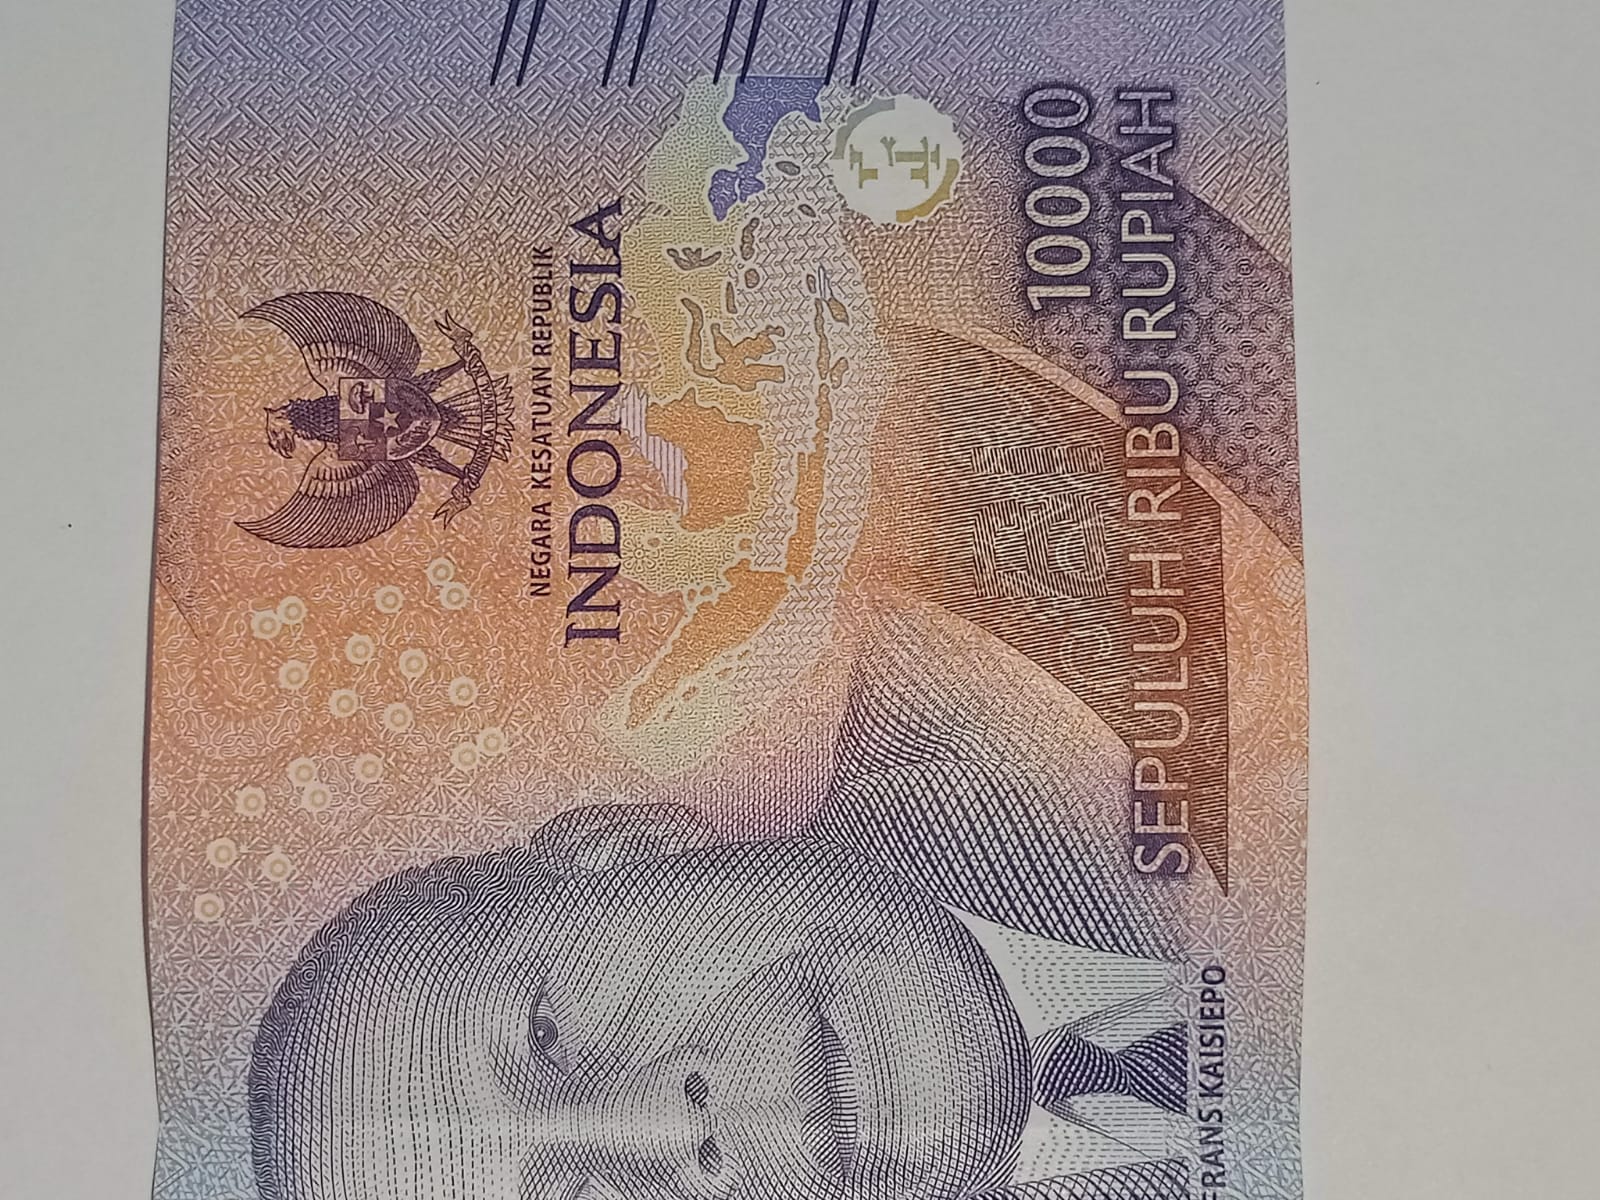 NEGARA KESATUAN REPUBLIK
INDONESIA
10000
SEPULUH RIBU RUPIAH
FRANS KAISIEPO